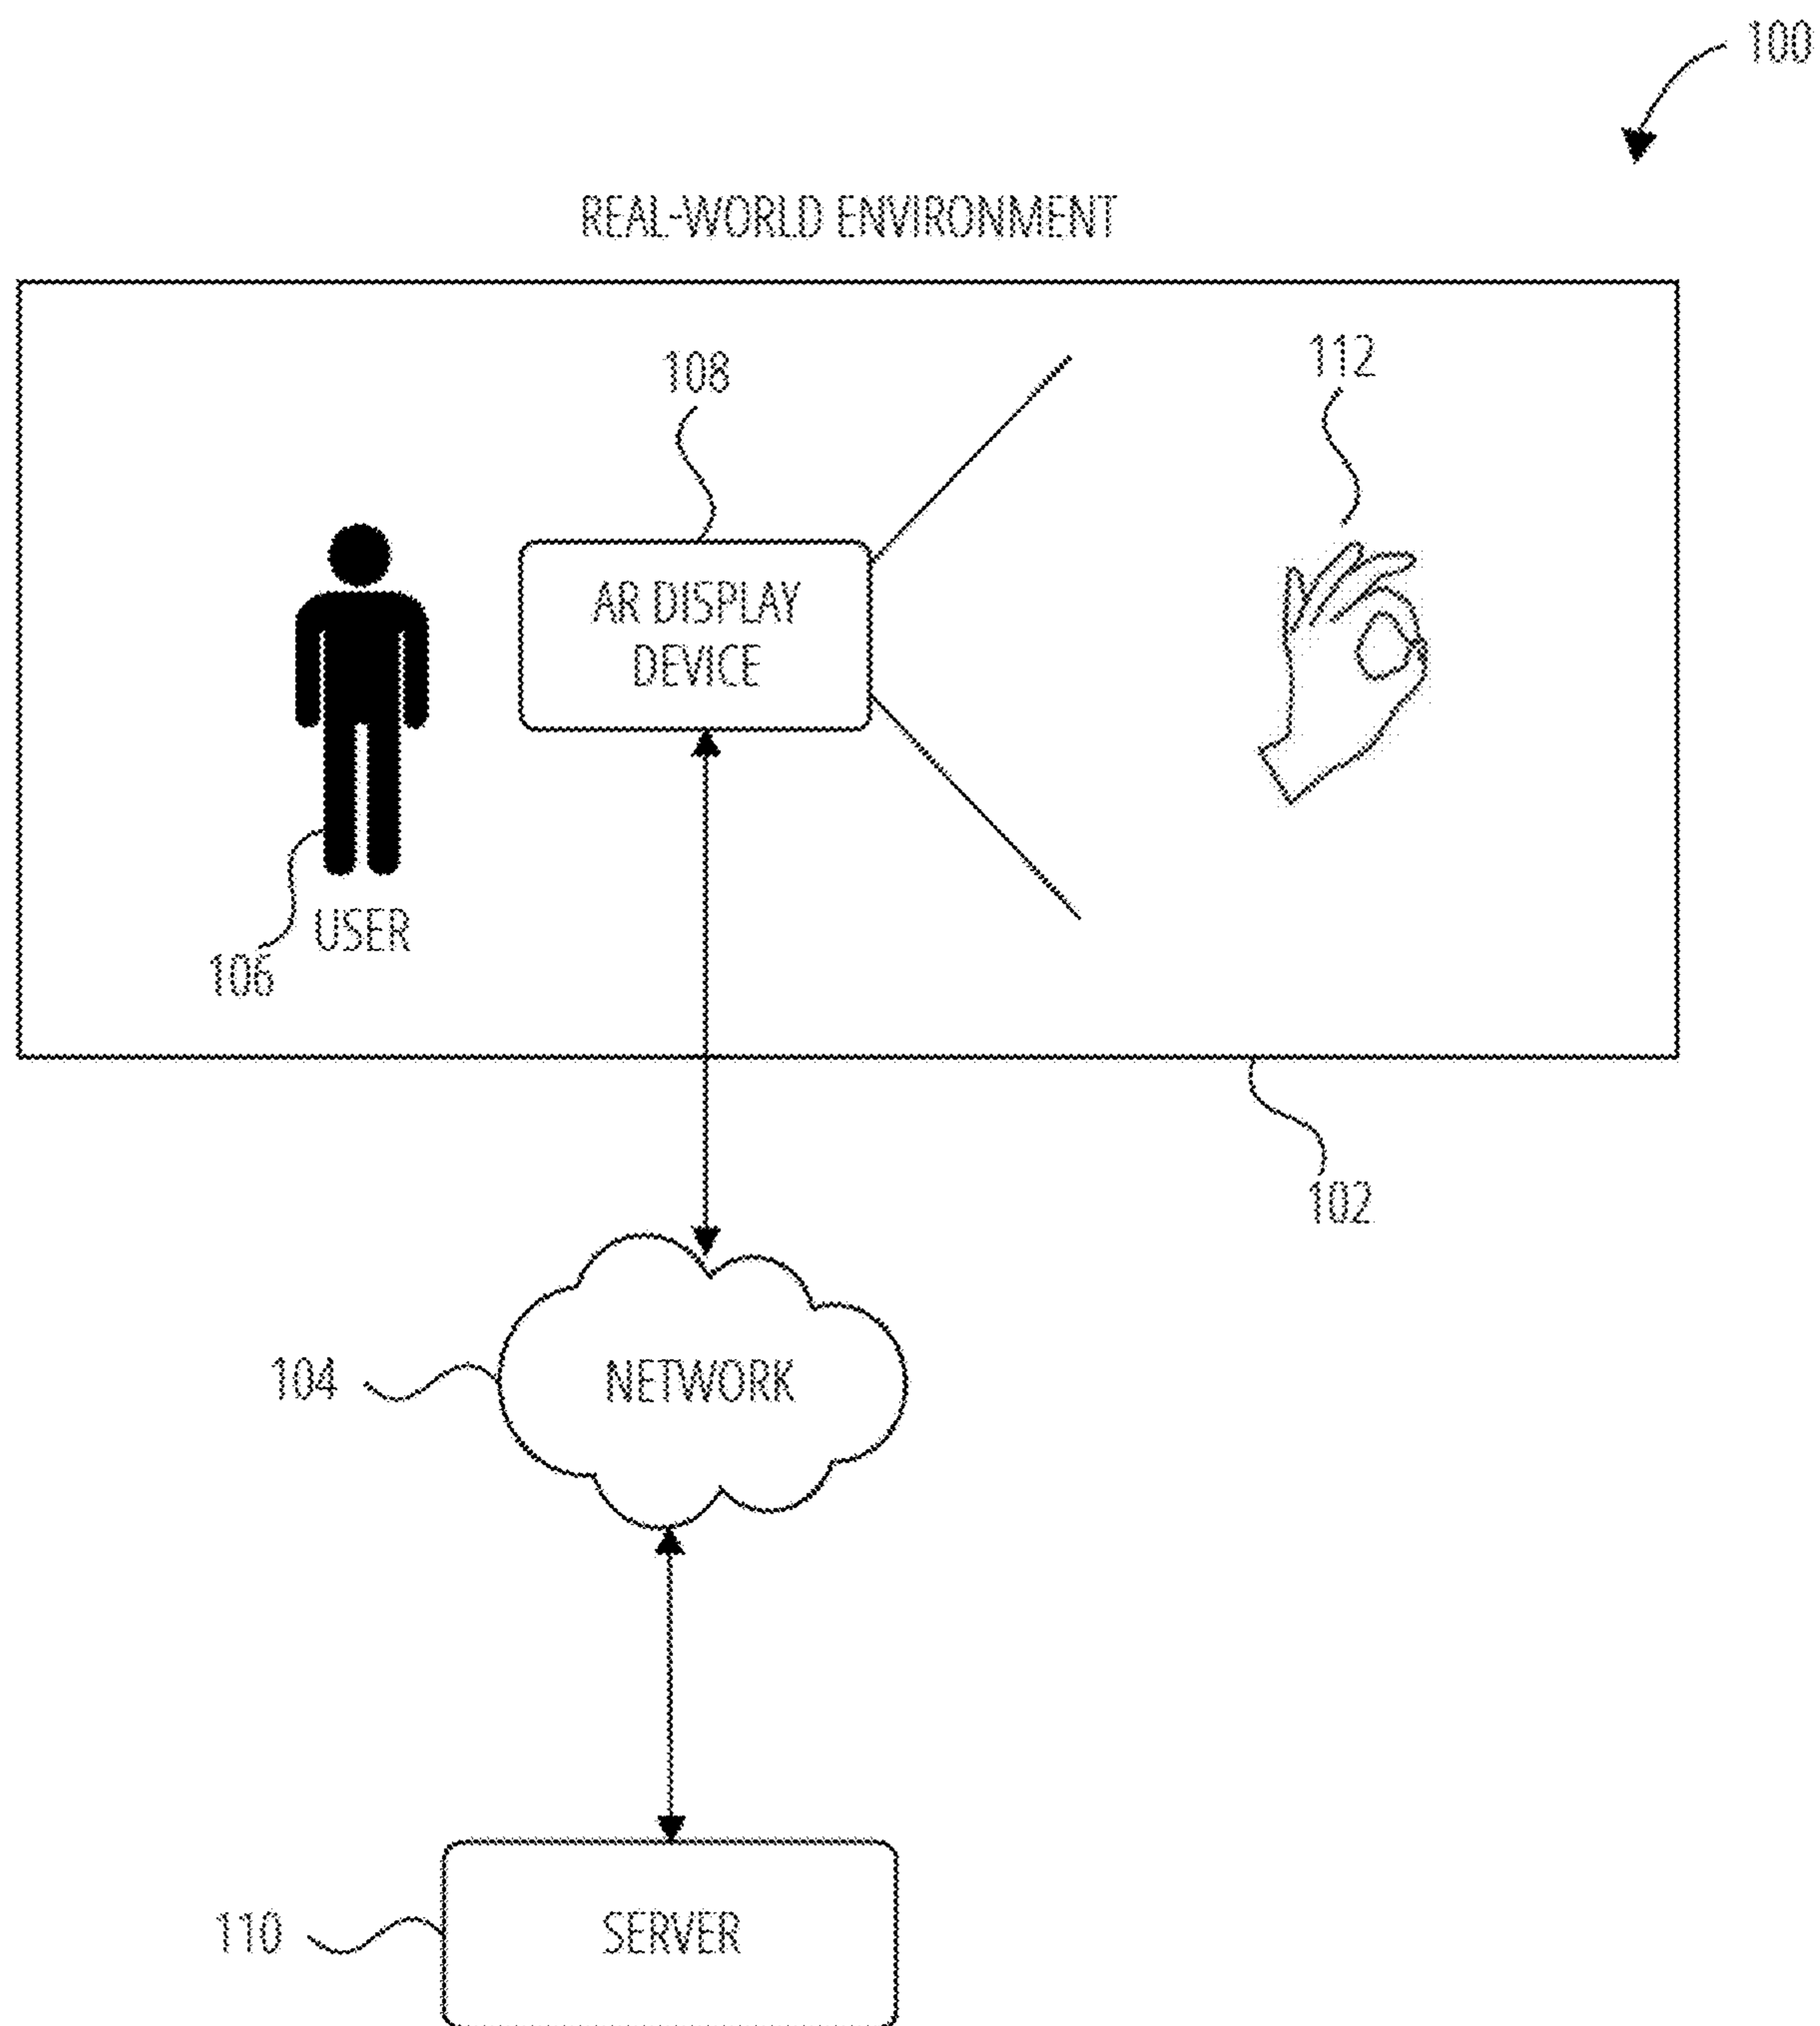 100
REAL-WORLD ENVIRONMENT
108
112
AR DISPLAY
DEVICE
USER
106
102
104
NETWORK
110
SERVER